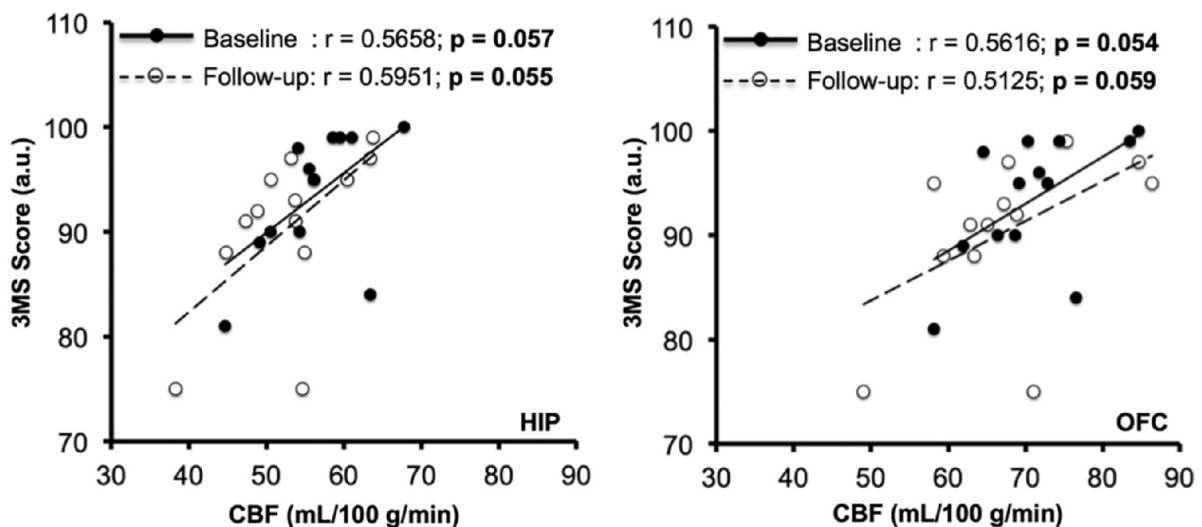 110
100
90
80
70
3MS Score (a.u.)
Baseline : r = 0.5658; p = 0.057
Follow-up: r = 0.5951; p = 0.055
HIP
30 40 50 60 70 80 90
CBF (mL/100 g/min)
110
100
90
80
70
3MS Score (a.u.)
Baseline : r = 0.5616; p = 0.054
Follow-up: r = 0.5125; p = 0.059
OFC
30 40 50 60 70 80 90
CBF (mL/100 g/min)